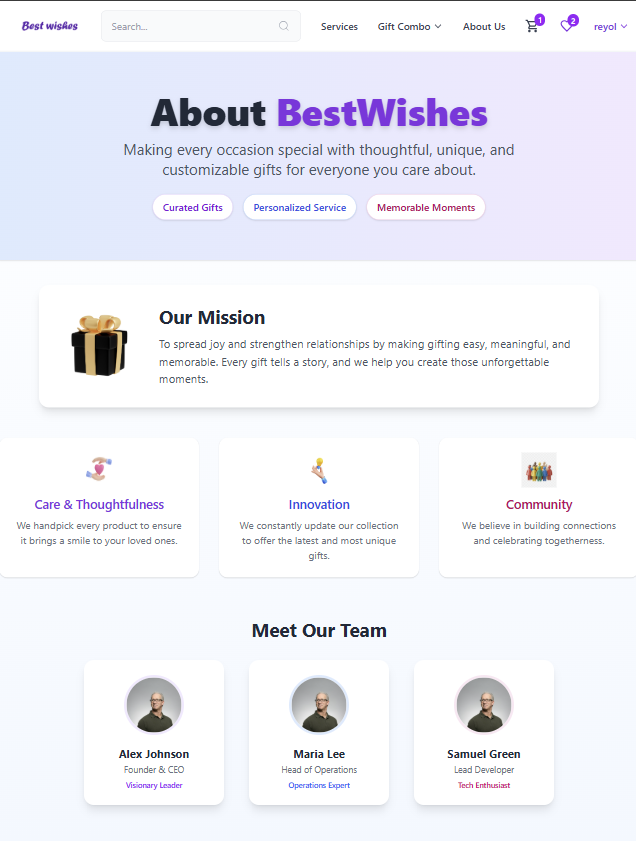 Best wishes
Search...
Services
Gift Combo
About Us
1
2
reyol
About BestWishes
Making every occasion special with thoughtful, unique, and
customizable gifts for everyone you care about.
Curated Gifts
Personalized Service
Memorable Moments
Our Mission
To spread joy and strengthen relationships by making gifting easy, meaningful, and
memorable. Every gift tells a story, and we help you create those unforgettable
moments.
Care & Thoughtfulness
We handpick every product to ensure
it brings a smile to your loved ones.
Innovation
We constantly update our collection
to offer the latest and most unique
gifts.
Community
We believe in building connections
and celebrating togetherness.
Meet Our Team
Alex Johnson
Founder & CEO
Visionary Leader
Maria Lee
Head of Operations
Operations Expert
Samuel Green
Lead Developer
Tech Enthusiast